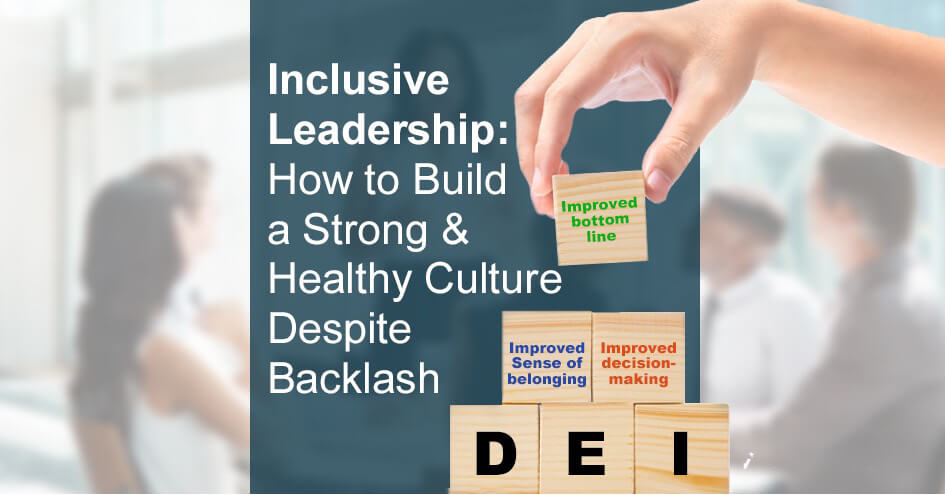 Inclusive
Leadership:
How to Build
a Strong &
Healthy Culture
Despite
Backlash
Improved
bottom
line
Improved
Sense of
belonging
Improved
decision-
making
D E I